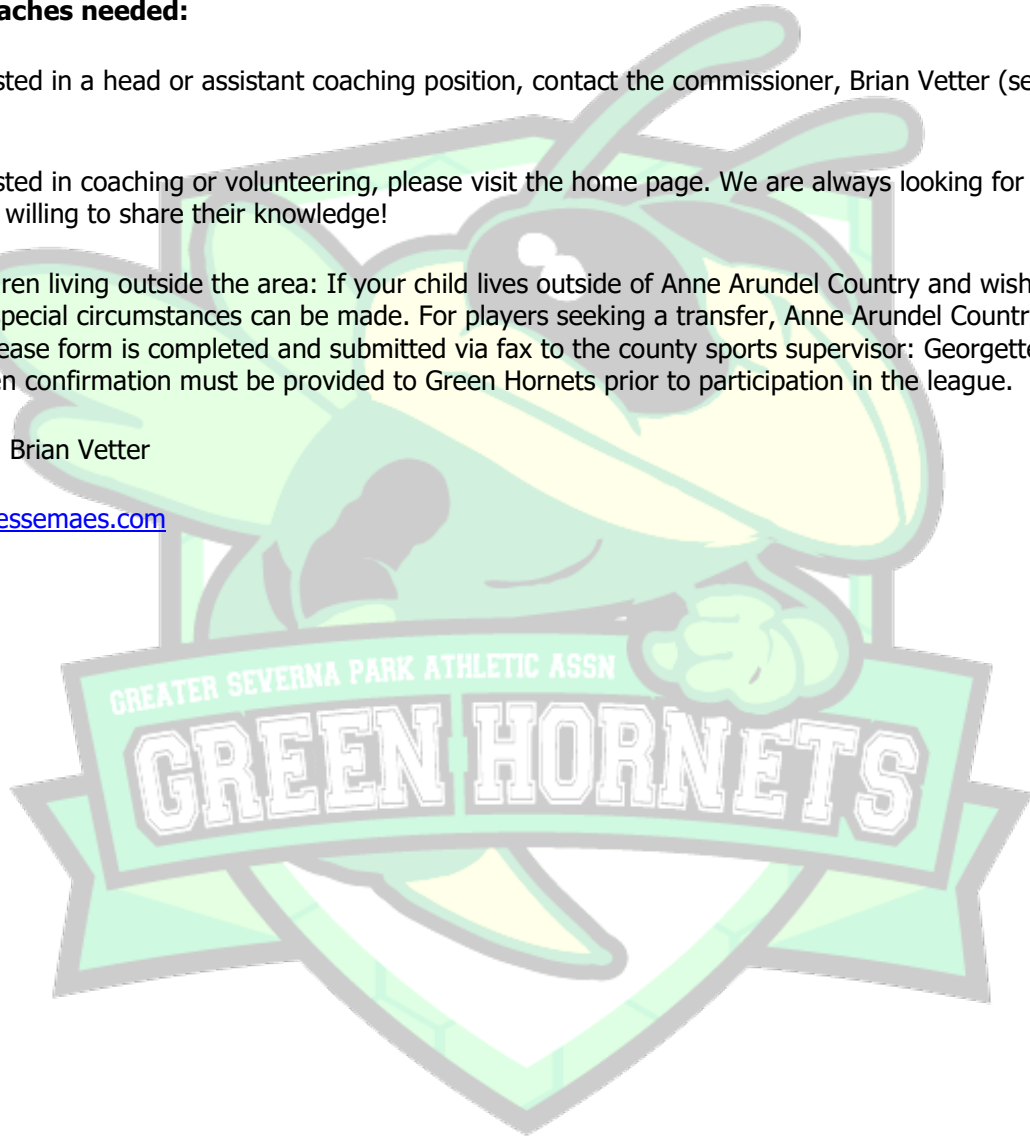 aches needed:
sted in a head or assistant coaching position, contact the commissioner, Brian Vetter (se
sted in coaching or volunteering, please visit the home page. We are always looking for
willing to share their knowledge!
ren living outside the area: If your child lives outside of Anne Arundel Country and wish
special circumstances can be made. For players seeking a transfer, Anne Arundel Countr
ease form is completed and submitted via fax to the county sports supervisor: Georgette
n confirmation must be provided to Green Hornets prior to participation in the league.
Brian Vetter
essemaes.com
GREATER SEVERNA PARK ATHLETIC ASSN
GREEN HORNETS